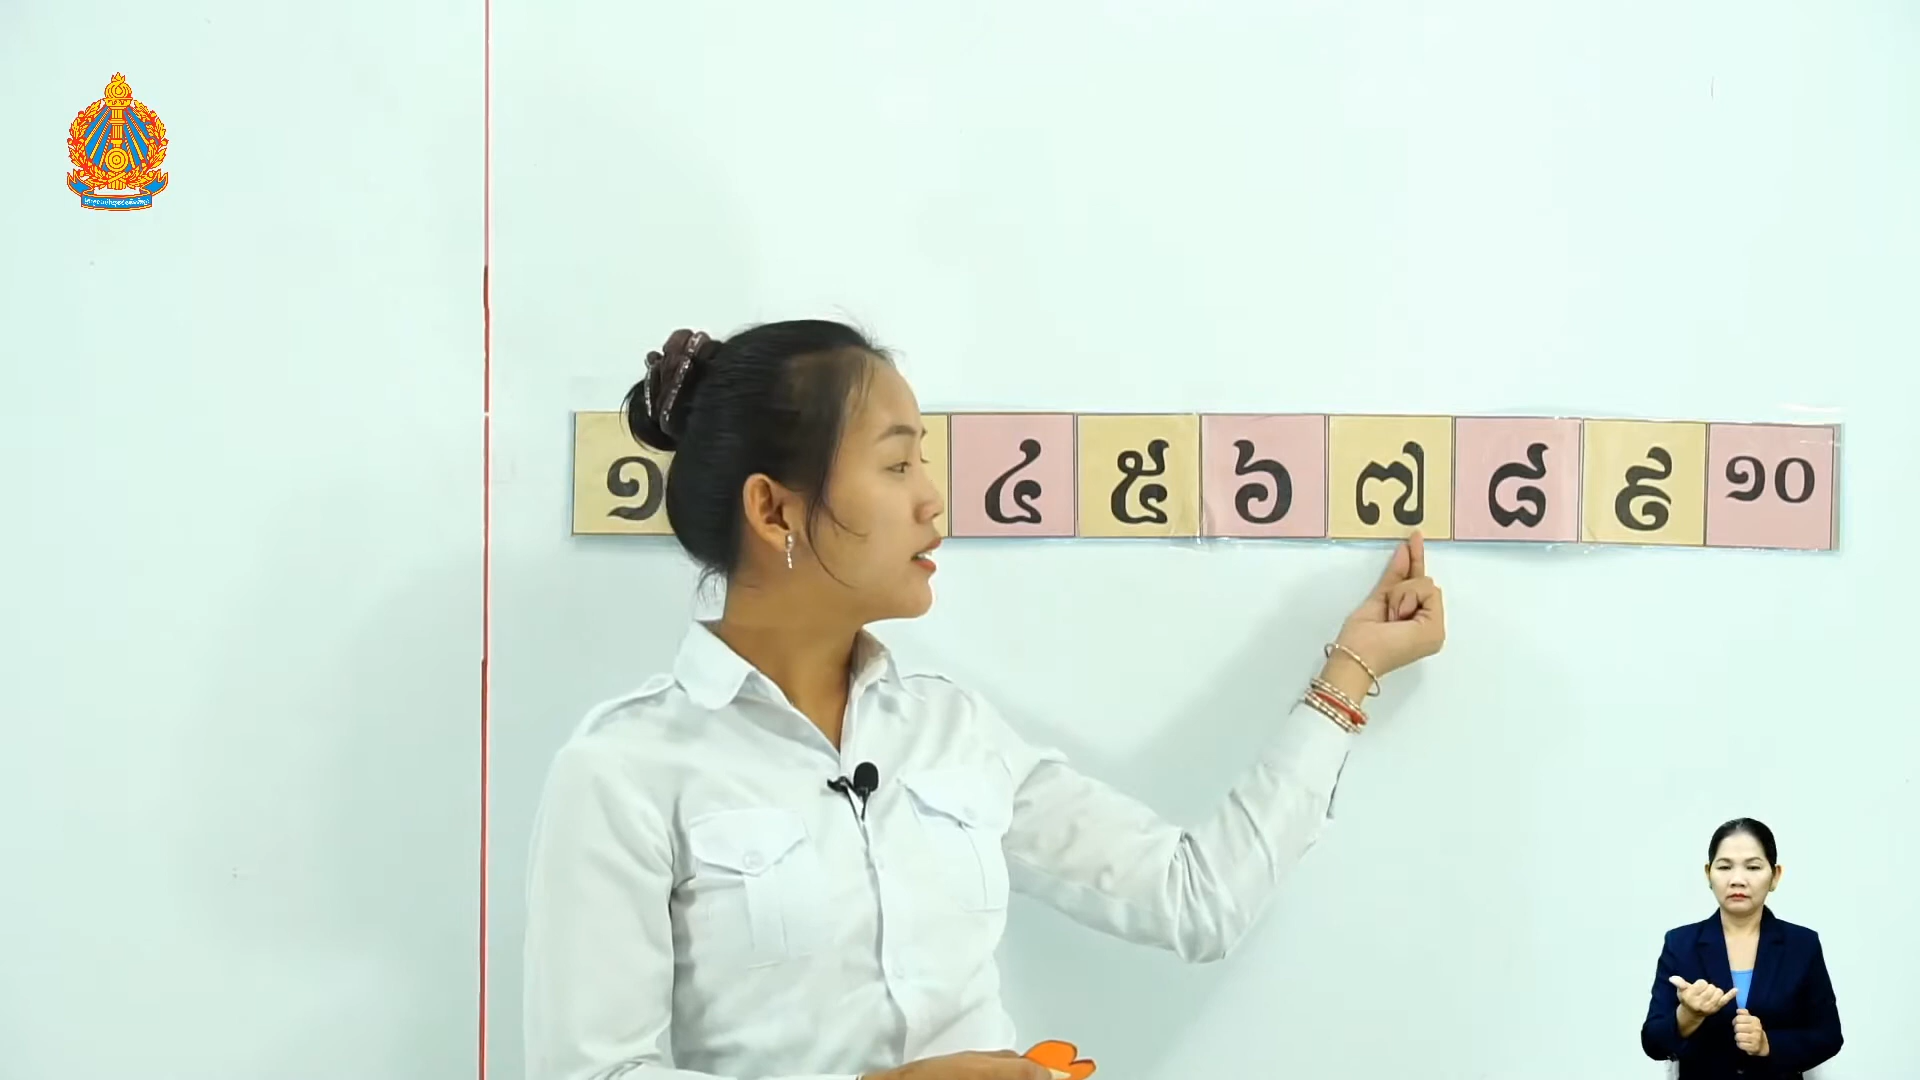 ១ ៤ ៥ ៦ ៧ ៨ ៩ ១០